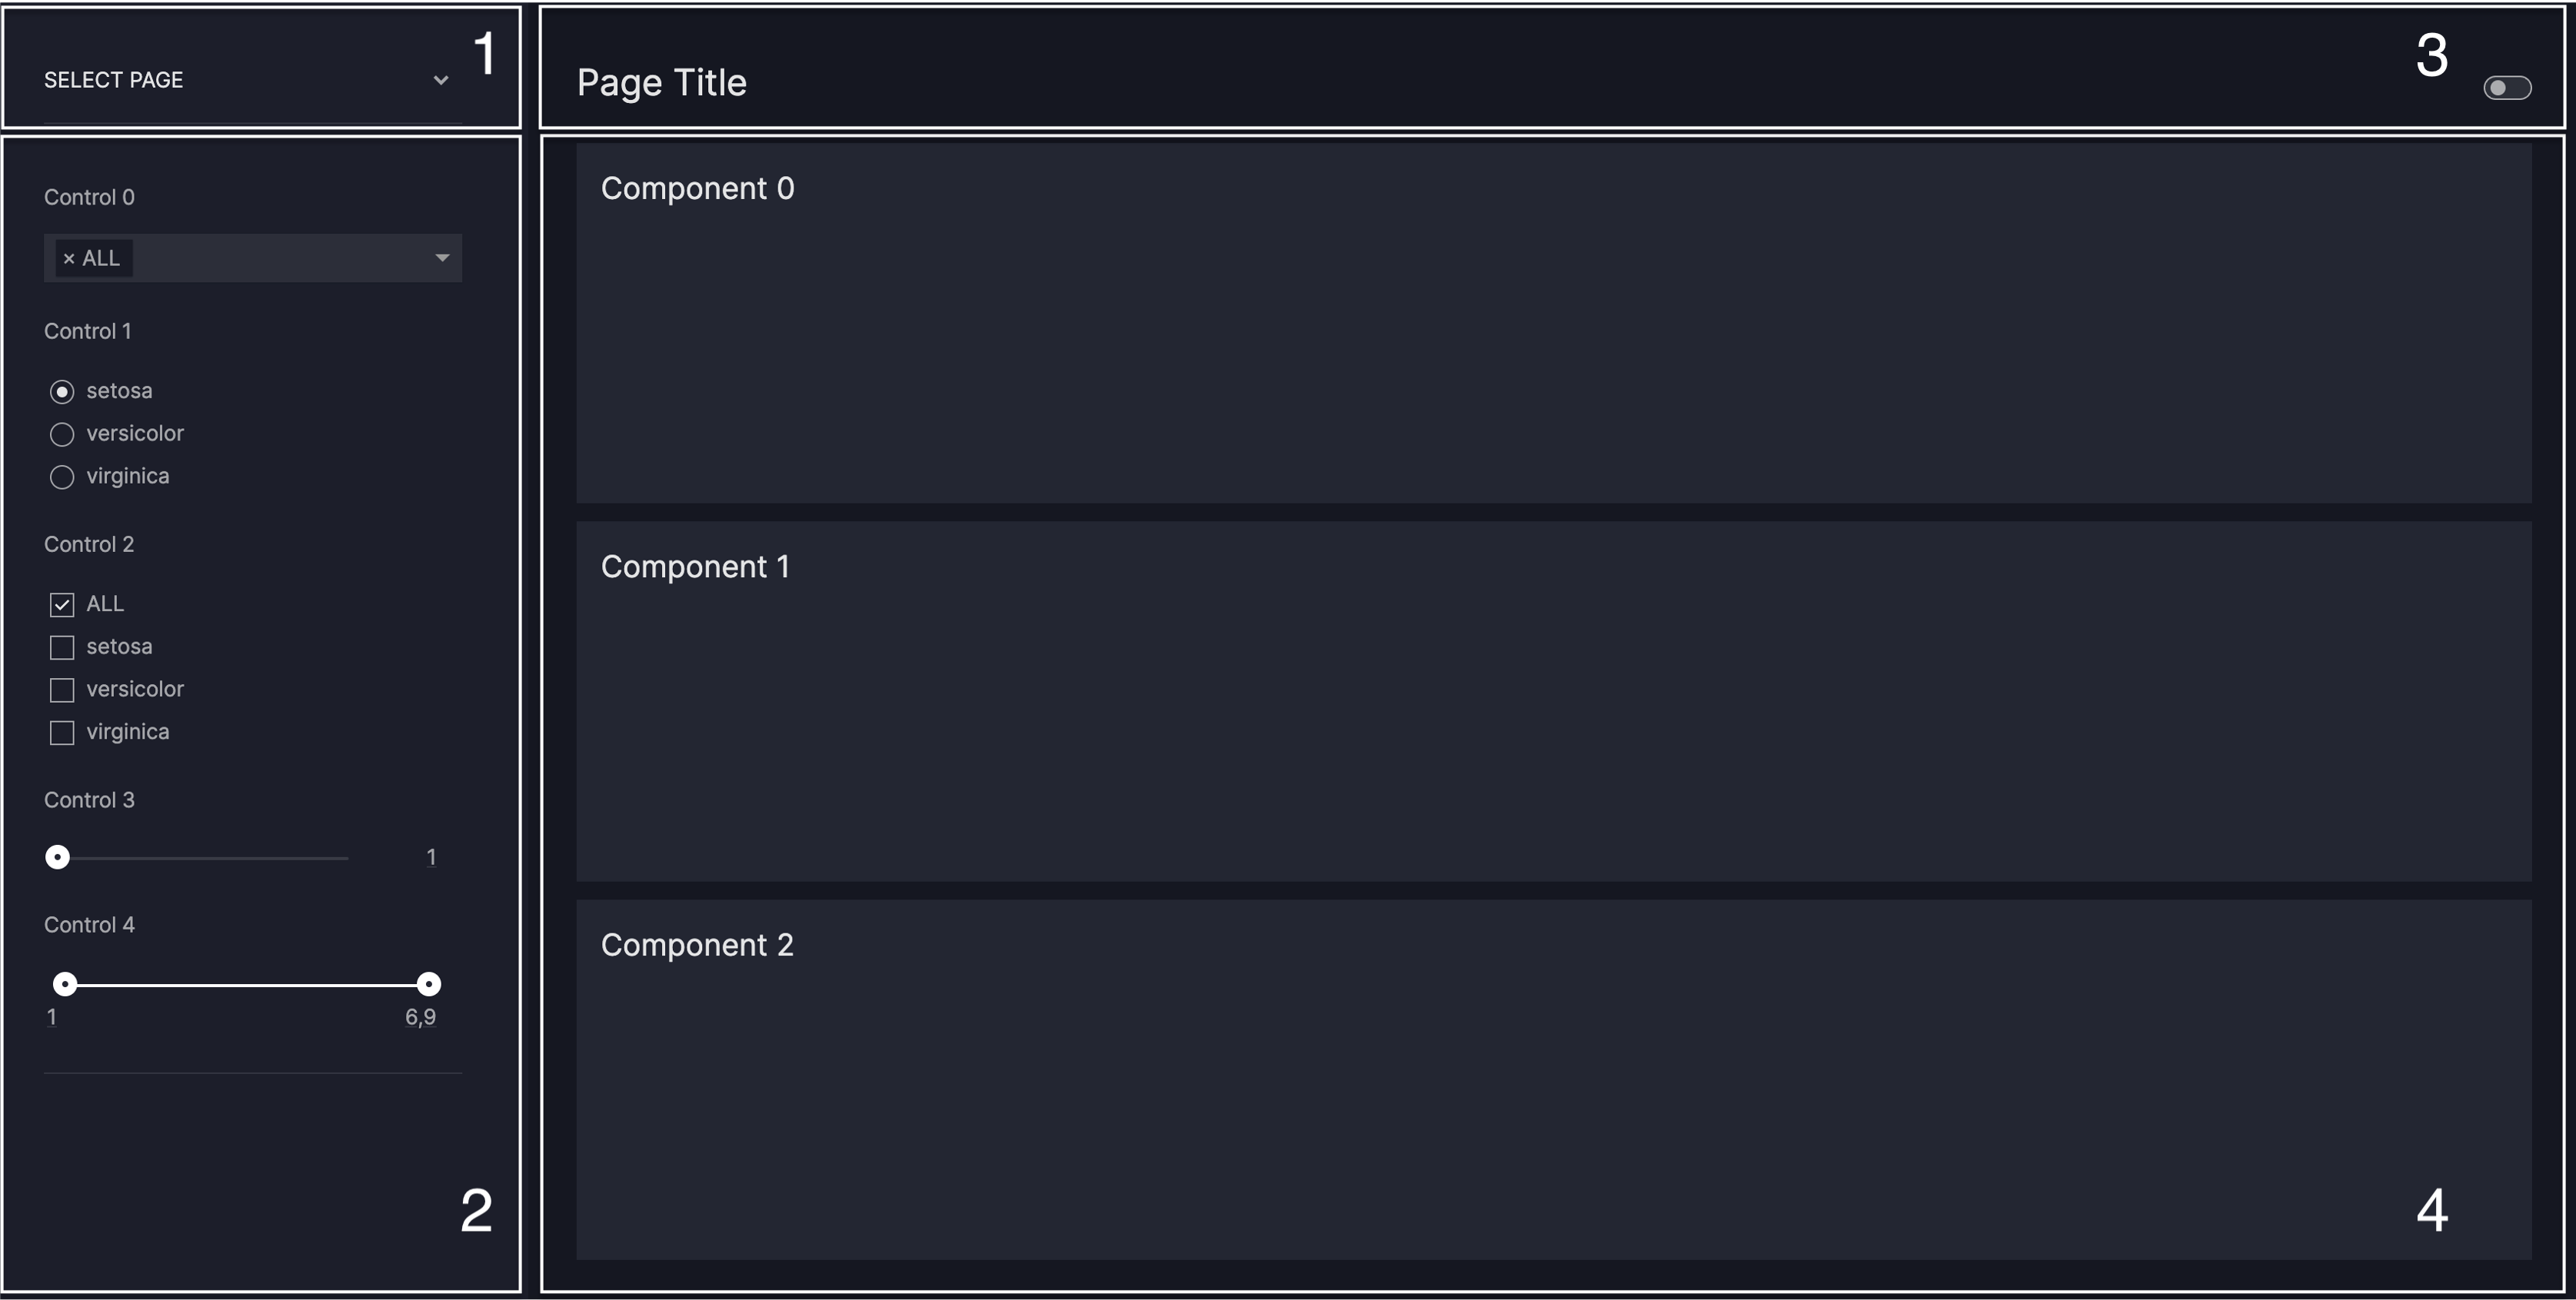 SELECT PAGE
1
Control 0
× ALL
Control 1
setosa
versicolor
virginica
Control 2
ALL
setosa
versicolor
virginica
Control 3
1
Control 4
1 6,9
2
Page Title
3
Component 0
Component 1
Component 2
4